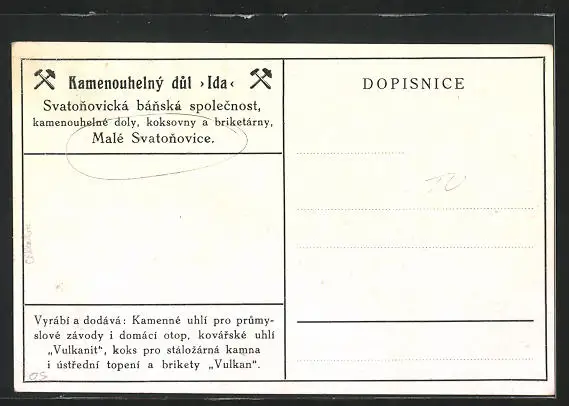 Kamenouhelný důl ›Ida‹
Svatoňovická báňská společnost,
kamenouhelné doly, koksovny a briketárny,
Malé Svatoňovice.
DOPISNICE
Vyrábí a dodává: Kamenné uhlí pro průmy-
slové závody i domácí otop, kovářské uhlí
„Vulkanit“, koks pro stáložárná kamna
i ústřední topení a brikety „Vulkan“.